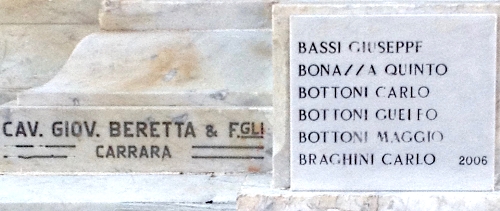 CAV. GIOV. BERETTA & F.GLI
CARRARA
BASSI GIUSEPPE
BONAZZA QUINTO
BOTTONI CARLO
BOTTONI GUELFO
BOTTONI MAGGIO
BRAGHINI CARLO 2006